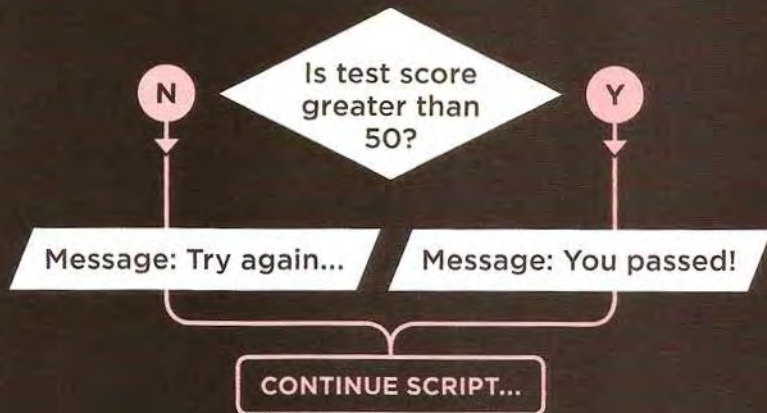 Is test score
greater than
50?
N
Y
Message: Try again...
Message: You passed!
CONTINUE SCRIPT...